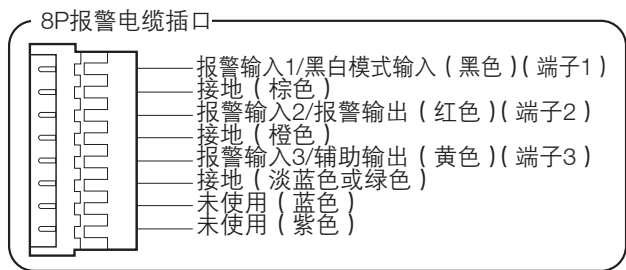 8P报警电缆插口
报警输入1/黑白模式输入（黑色）（端子1）
接地（棕色）
报警输入2/报警输出（红色）（端子2）
接地（橙色）
报警输入3/辅助输出（黄色）（端子3）
接地（淡蓝色或绿色）
未使用（蓝色）
未使用（紫色）